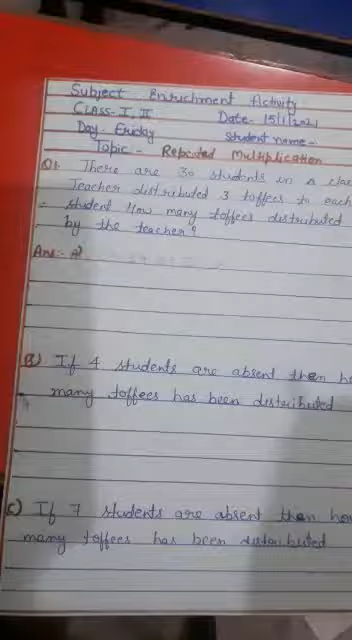 Subject Enrichment Activity
CLASS- I, II Date- 15/1/2021
Day- Friday Student name-
Topic - Repeated Multiplication
Q1. There are 30 students in a clas
Teacher distributed 3 toffees to each
student How many toffees distributed
by the teacher?
Ans:- A)
B) If 4 students are absent then ho
many toffees has been distributed
C) If 7 students are absent then how
many toffees has been distributed